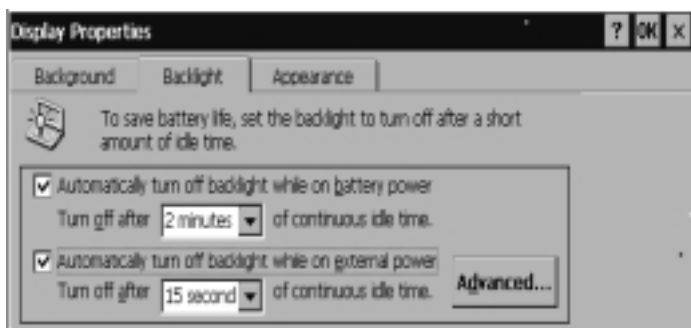 Display Properties ? OK ×
Background Backlight Appearance
To save battery life, set the backlight to turn off after a short
amount of idle time.
Automatically turn off backlight while on battery power
Turn off after 2 minutes of continuous idle time.
Automatically turn off backlight while on external power
Turn off after 15 second of continuous idle time.
Advanced...